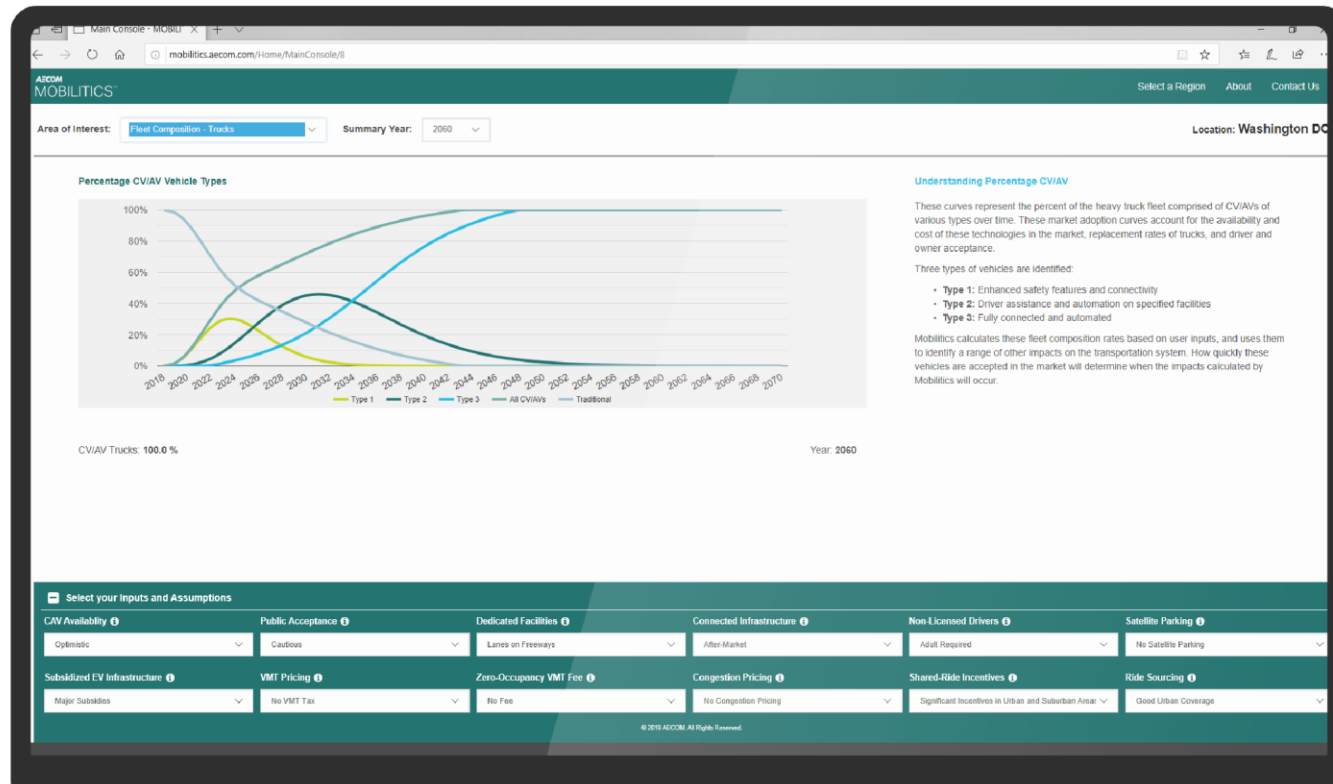 Main Console - MOBILI
mobilitics.aecom.com/Home/MainConsole/8
AECOM
MOBILITICS™
Select a Region About Contact Us
Area of Interest: Fleet Composition - Trucks Summary Year: 2060 Location: Washington DC
Percentage CV/AV Vehicle Types
100%
80%
60%
40%
20%
0%
2018 2020 2022 2024 2026 2028 2030 2032 2034 2036 2038 2040 2042 2044 2046 2048 2050 2052 2054 2056 2058 2060 2062 2064 2066 2068 2070
Type 1 Type 2 Type 3 All CV/AVs Traditional
CV/AV Trucks: 100.0 % Year: 2060
Understanding Percentage CV/AV
These curves represent the percent of the heavy truck fleet comprised of CV/AVs of
various types over time. These market adoption curves account for the availability and
cost of these technologies in the market, replacement rates of trucks, and driver and
owner acceptance.
Three types of vehicles are identified:
• Type 1: Enhanced safety features and connectivity
• Type 2: Driver assistance and automation on specified facilities
• Type 3: Fully connected and automated
Mobilitics calculates these fleet composition rates based on user inputs, and uses them
to identify a range of other impacts on the transportation system. How quickly these
vehicles are accepted in the market will determine when the impacts calculated by
Mobilitics will occur.
Select your Inputs and Assumptions
CAV Availablity Public Acceptance Dedicated Facilities Connected Infrastructure Non-Licensed Drivers Satellite Parking
Optimistic Cautious Lanes on Freeways After-Market Adult Required No Satellite Parking
Subsidized EV Infrastructure VMT Pricing Zero-Occupancy VMT Fee Congestion Pricing Shared-Ride Incentives Ride Sourcing
Major Subsidies No VMT Tax No Fee No Congestion Pricing Significant Incentives in Urban and Suburban Areas Good Urban Coverage
© 2019 AECOM. All Rights Reserved.